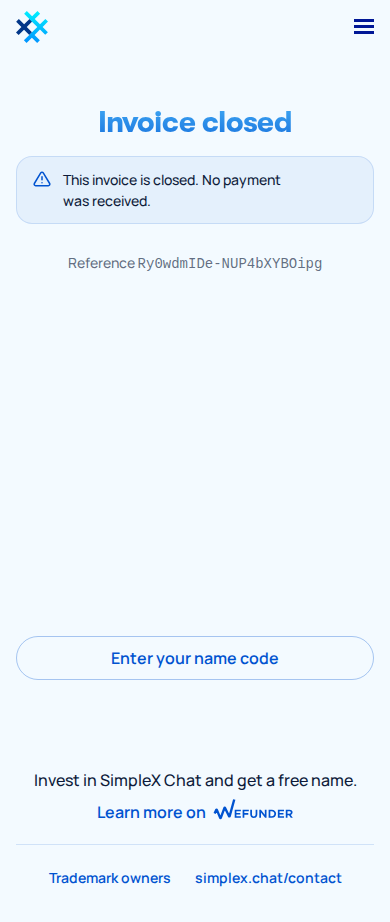 Invoice closed
This invoice is closed. No payment
was received.
Reference Ry0wdmIDe-NUP4bXYBOipg
Enter your name code
Invest in SimpleX Chat and get a free name.
Learn more on WEFUNDER
Trademark owners simplex.chat/contact